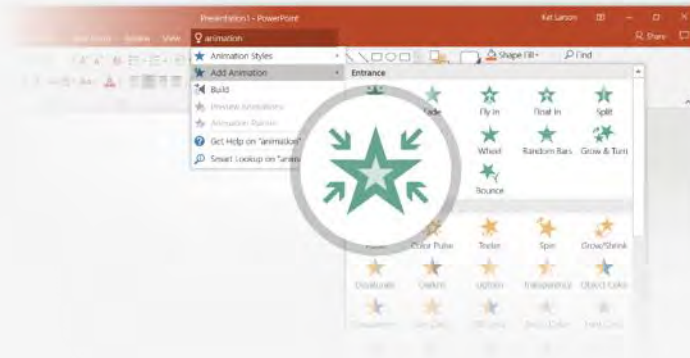 Presentation1 - PowerPoint
Kat Larson
View
animation
Share
Animation Styles
Shape Fill
Find
Add Animation
Entrance
Build
Fade
Fly In
Float In
Split
Preview Animations
Animation Painter
Get Help on "animation"
Wheel
Random Bars
Grow & Turn
Smart Lookup on "anim
Bounce
Color Pulse
Teeter
Spin
Grow/Shrink
Desaturate
Darken
Lighten
Transparency
Object Color